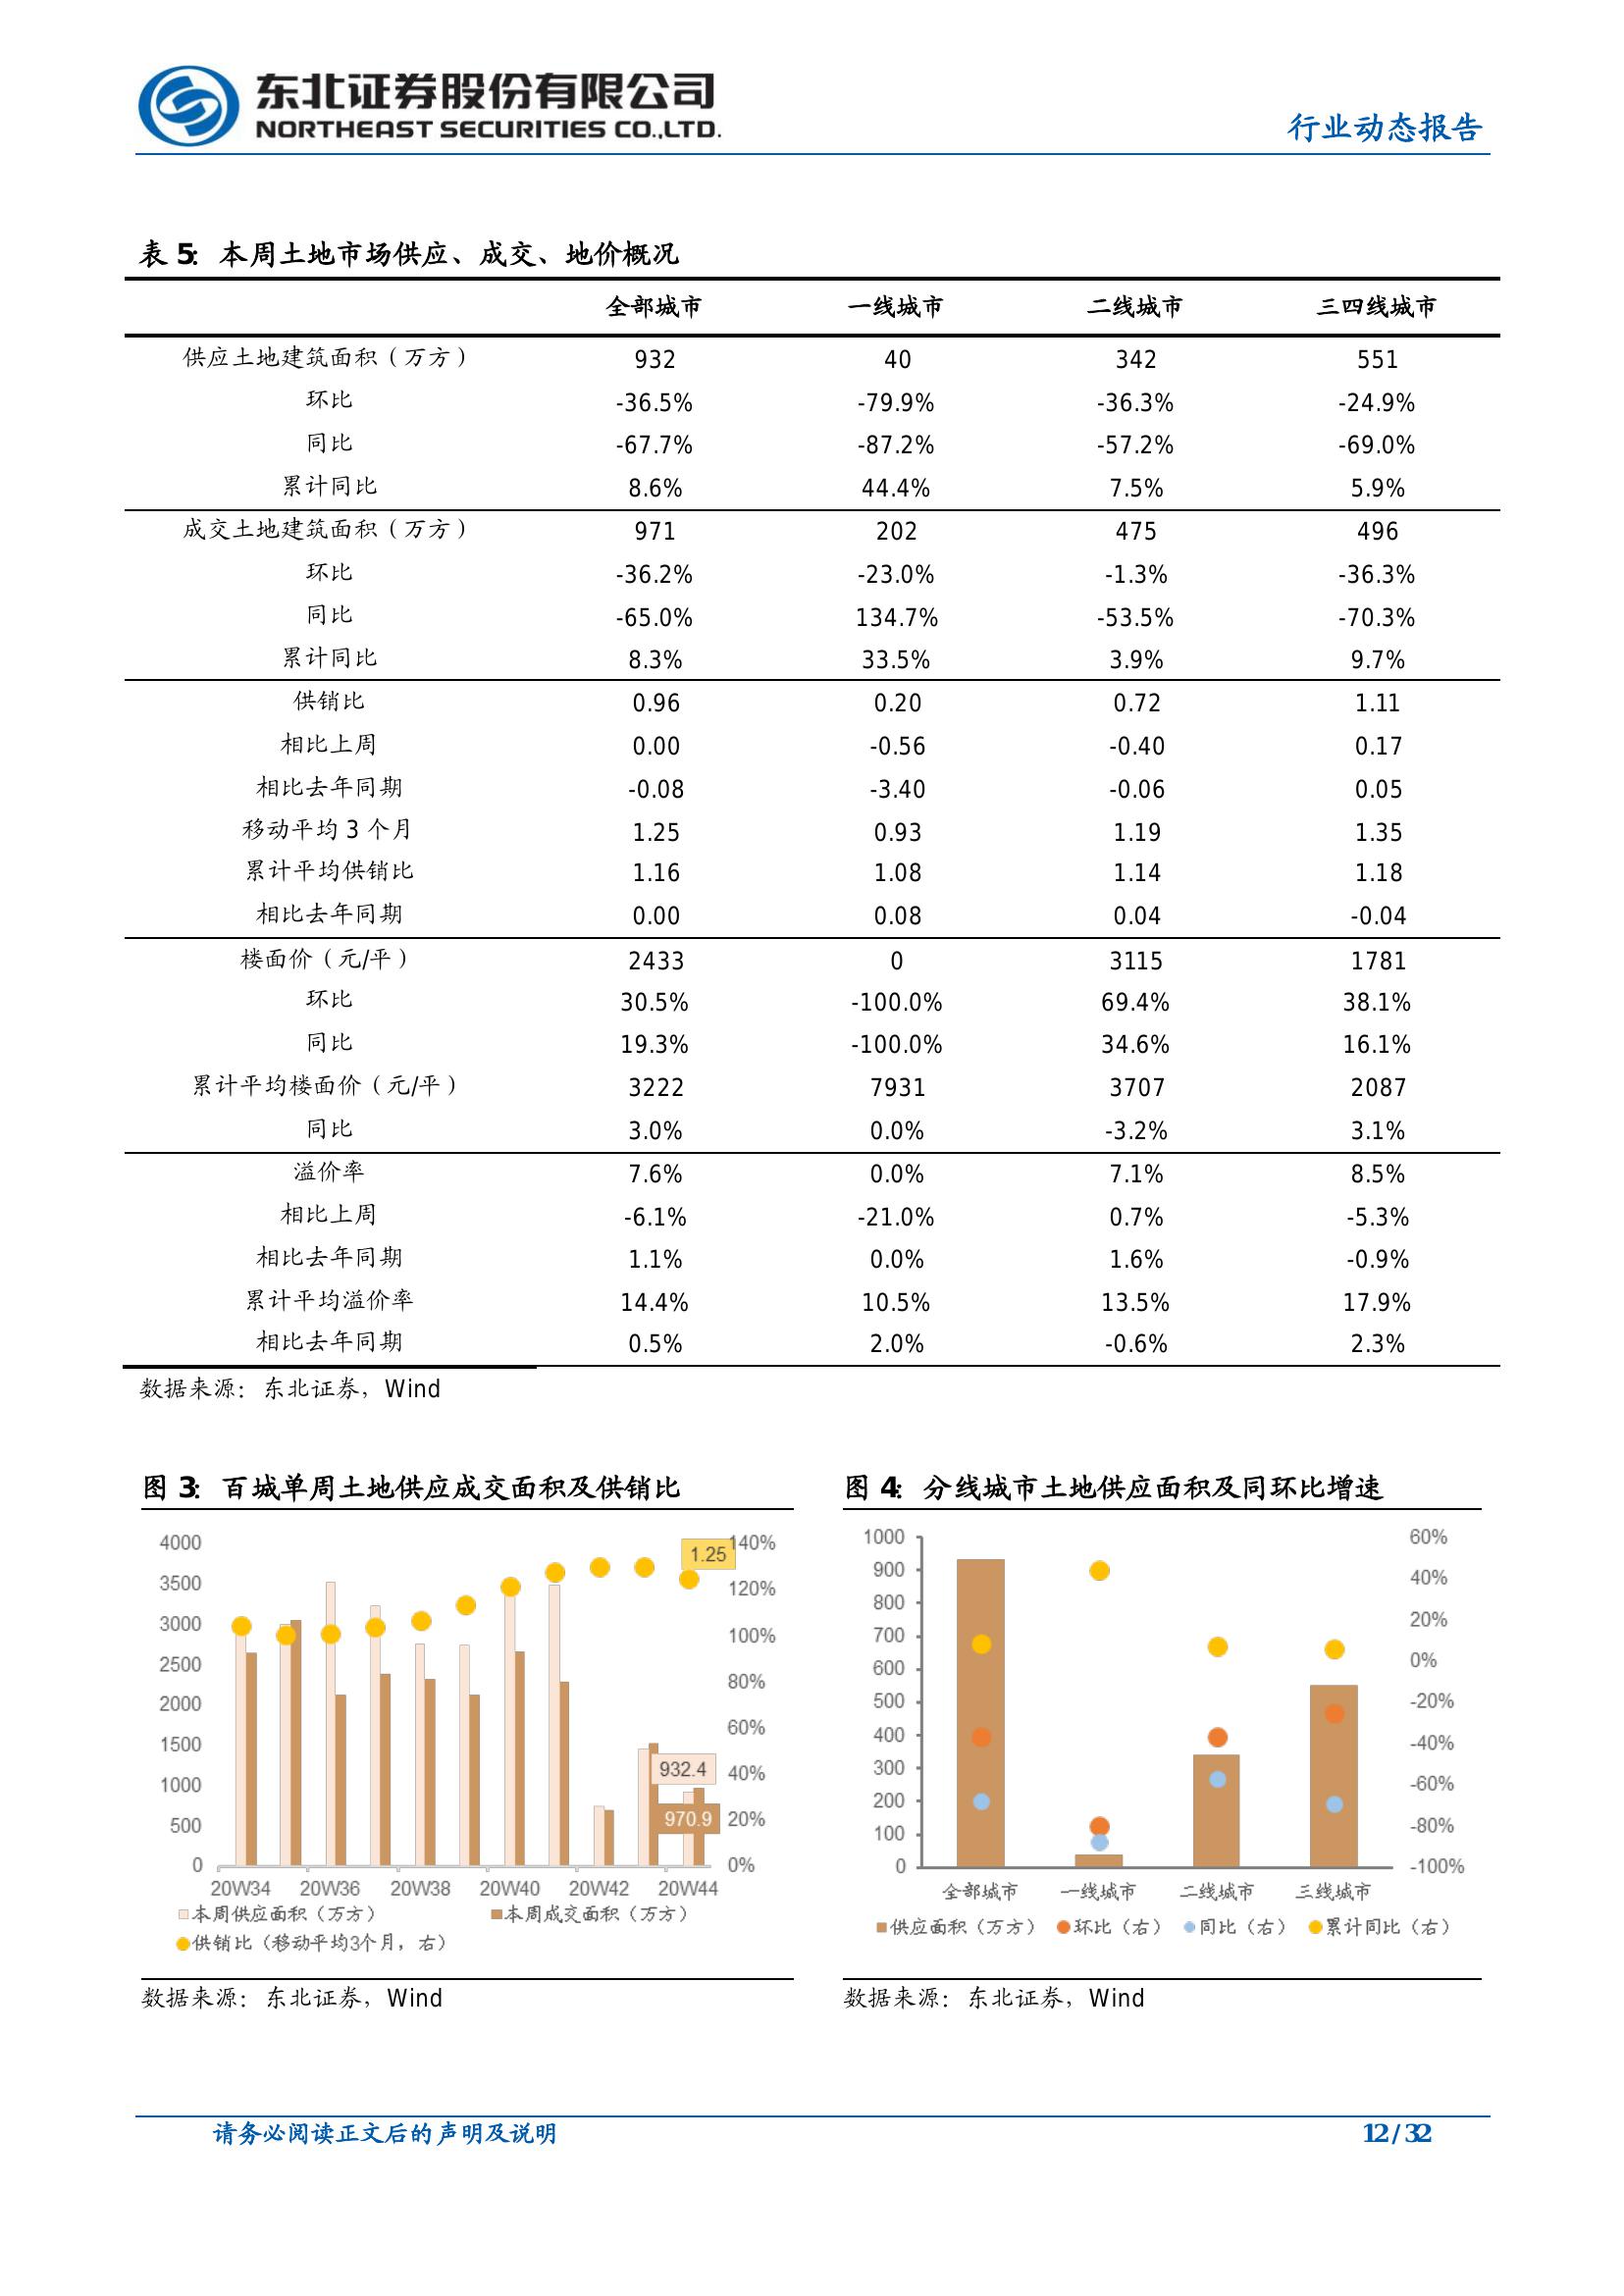 东北证券股份有限公司
NORTHEAST SECURITIES CO.,LTD.
行业动态报告
表 5：本周土地市场供应、成交、地价概况
全部城市 一线城市 二线城市 三四线城市
供应土地建筑面积（万方） 932 40 342 551
环比 -36.5% -79.9% -36.3% -24.9%
同比 -67.7% -87.2% -57.2% -69.0%
累计同比 8.6% 44.4% 7.5% 5.9%
成交土地建筑面积（万方） 971 202 475 496
环比 -36.2% -23.0% -1.3% -36.3%
同比 -65.0% 134.7% -53.5% -70.3%
累计同比 8.3% 33.5% 3.9% 9.7%
供销比 0.96 0.20 0.72 1.11
相比上周 0.00 -0.56 -0.40 0.17
相比去年同期 -0.08 -3.40 -0.06 0.05
移动平均 3 个月 1.25 0.93 1.19 1.35
累计平均供销比 1.16 1.08 1.14 1.18
相比去年同期 0.00 0.08 0.04 -0.04
楼面价（元/平） 2433 0 3115 1781
环比 30.5% -100.0% 69.4% 38.1%
同比 19.3% -100.0% 34.6% 16.1%
累计平均楼面价（元/平） 3222 7931 3707 2087
同比 3.0% 0.0% -3.2% 3.1%
溢价率 7.6% 0.0% 7.1% 8.5%
相比上周 -6.1% -21.0% 0.7% -5.3%
相比去年同期 1.1% 0.0% 1.6% -0.9%
累计平均溢价率 14.4% 10.5% 13.5% 17.9%
相比去年同期 0.5% 2.0% -0.6% 2.3%
数据来源：东北证券，Wind
图 3：百城单周土地供应成交面积及供销比
4000
3500
3000
2500
2000
1500
1000
500
0
140%
120%
100%
80%
60%
40%
20%
0%
1.25
932.4
970.9
20W34 20W36 20W38 20W40 20W42 20W44
本周供应面积（万方） 本周成交面积（万方）
供销比（移动平均3个月，右）
数据来源：东北证券，Wind
图 4：分线城市土地供应面积及同环比增速
1000
900
800
700
600
500
400
300
200
100
0
60%
40%
20%
0%
-20%
-40%
-60%
-80%
-100%
全部城市 一线城市 二线城市 三线城市
供应面积（万方） 环比（右） 同比（右） 累计同比（右）
数据来源：东北证券，Wind
请务必阅读正文后的声明及说明
12 / 32